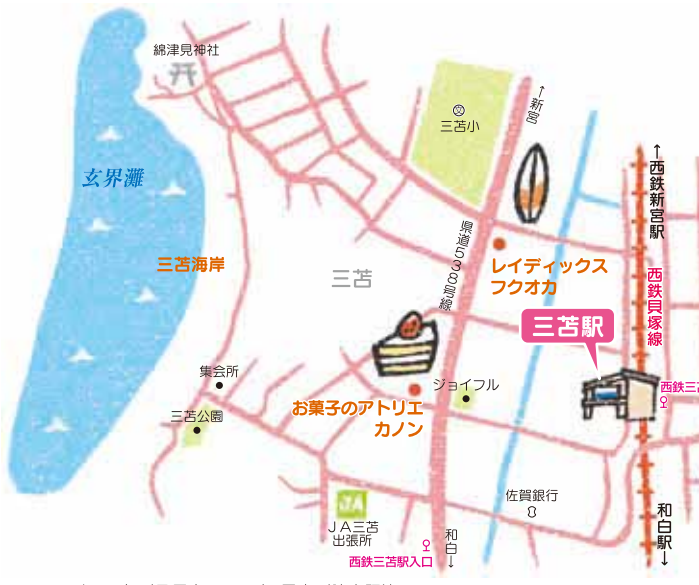 綿津見神社
玄界灘
三苫海岸
三苫
三苫小
文
↑新宮
県道538号線
レイディックス
フクオカ
↑西鉄新宮駅
西鉄貝塚線
三苫駅
西鉄三
お菓子のアトリエ
カノン
ジョイフル
集会所
三苫公園
JA
JA三苫
出張所
西鉄三苫駅入口
和白↓
佐賀銀行
和白駅↓